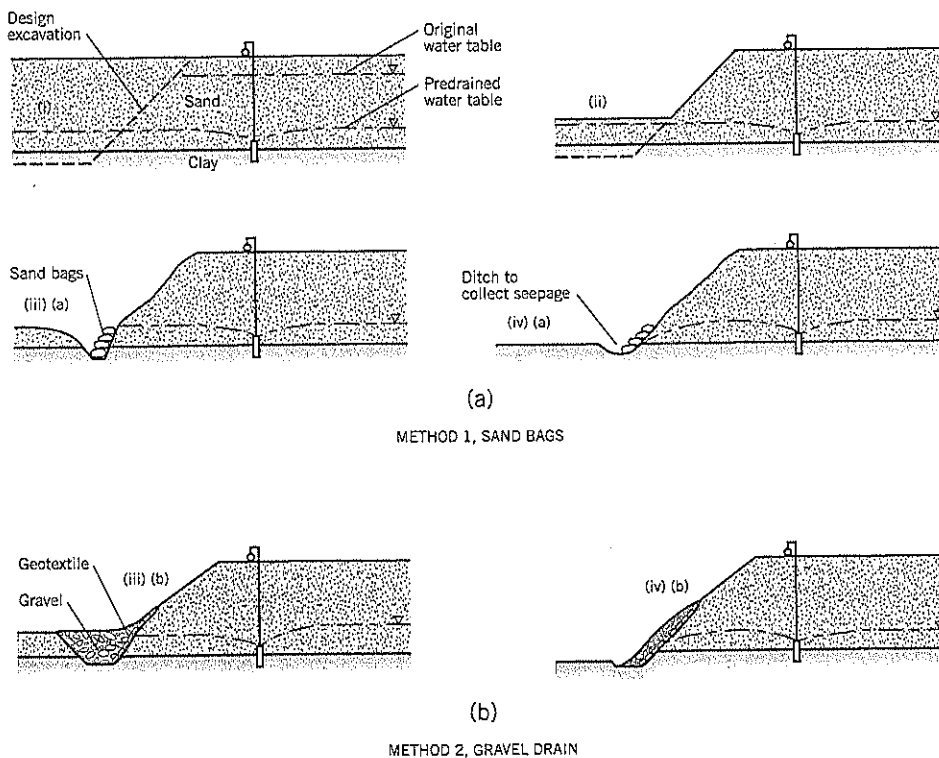 Design
excavation
Original
water table
Predrained
water table
(i)
Sand
Clay
(ii)
Sand bags
(iii) (a)
Ditch to
collect seepage
(iv) (a)
(a)
METHOD 1, SAND BAGS
Geotextile
(iii) (b)
Gravel
(iv) (b)
(b)
METHOD 2, GRAVEL DRAIN